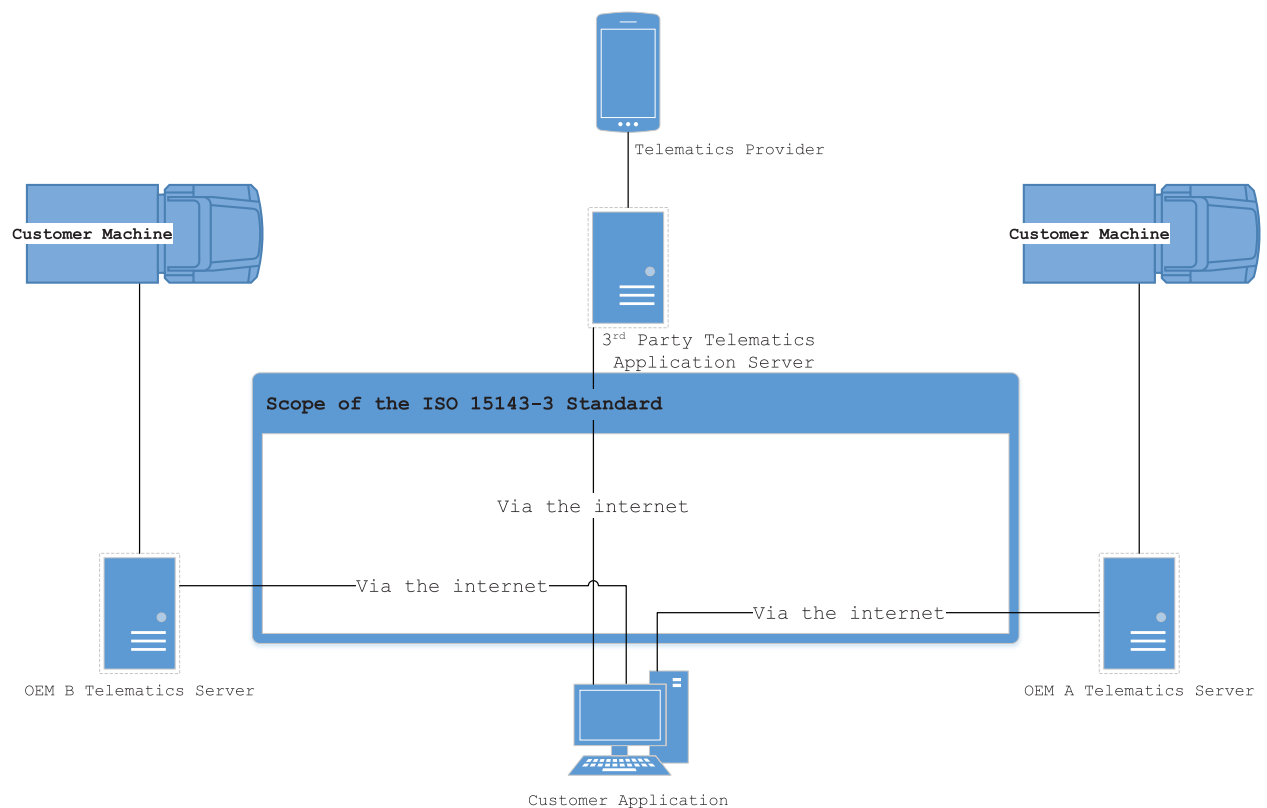 Telematics Provider
Customer Machine
Customer Machine
3rd Party Telematics
Application Server
Scope of the ISO 15143-3 Standard
Via the internet
Via the internet
Via the internet
OEM B Telematics Server
OEM A Telematics Server
Customer Application